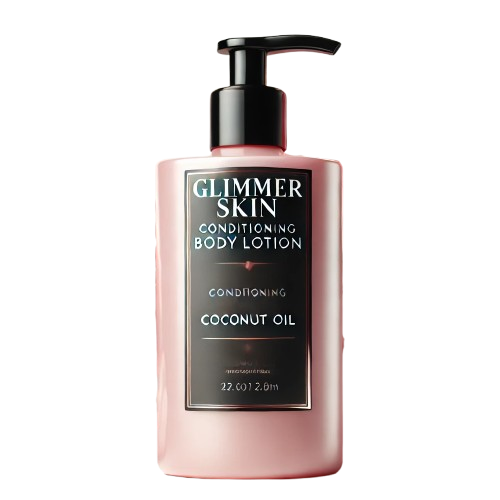 GLIMMER
SKIN
CONDITIONING
BODY LOTION
CONDITIONING
COCONUT OIL